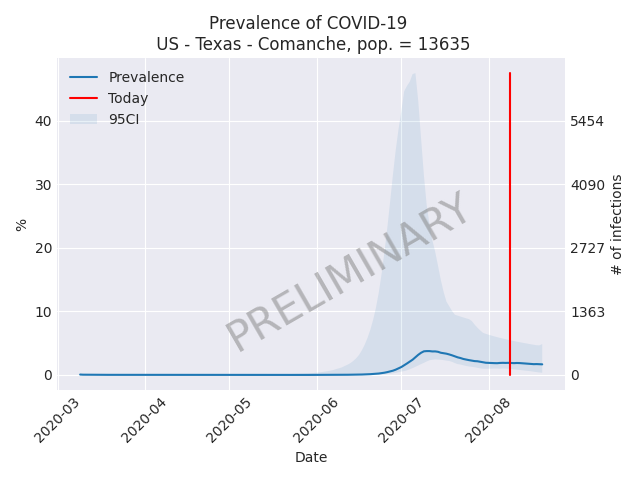 Prevalence of COVID-19
US - Texas - Comanche, pop. = 13635
Prevalence
Today
95CI
%
40
30
20
10
0
5454
4090
2727
1363
0
# of infections
PRELIMINARY
2020-03
2020-04
2020-05
2020-06
2020-07
2020-08
Date